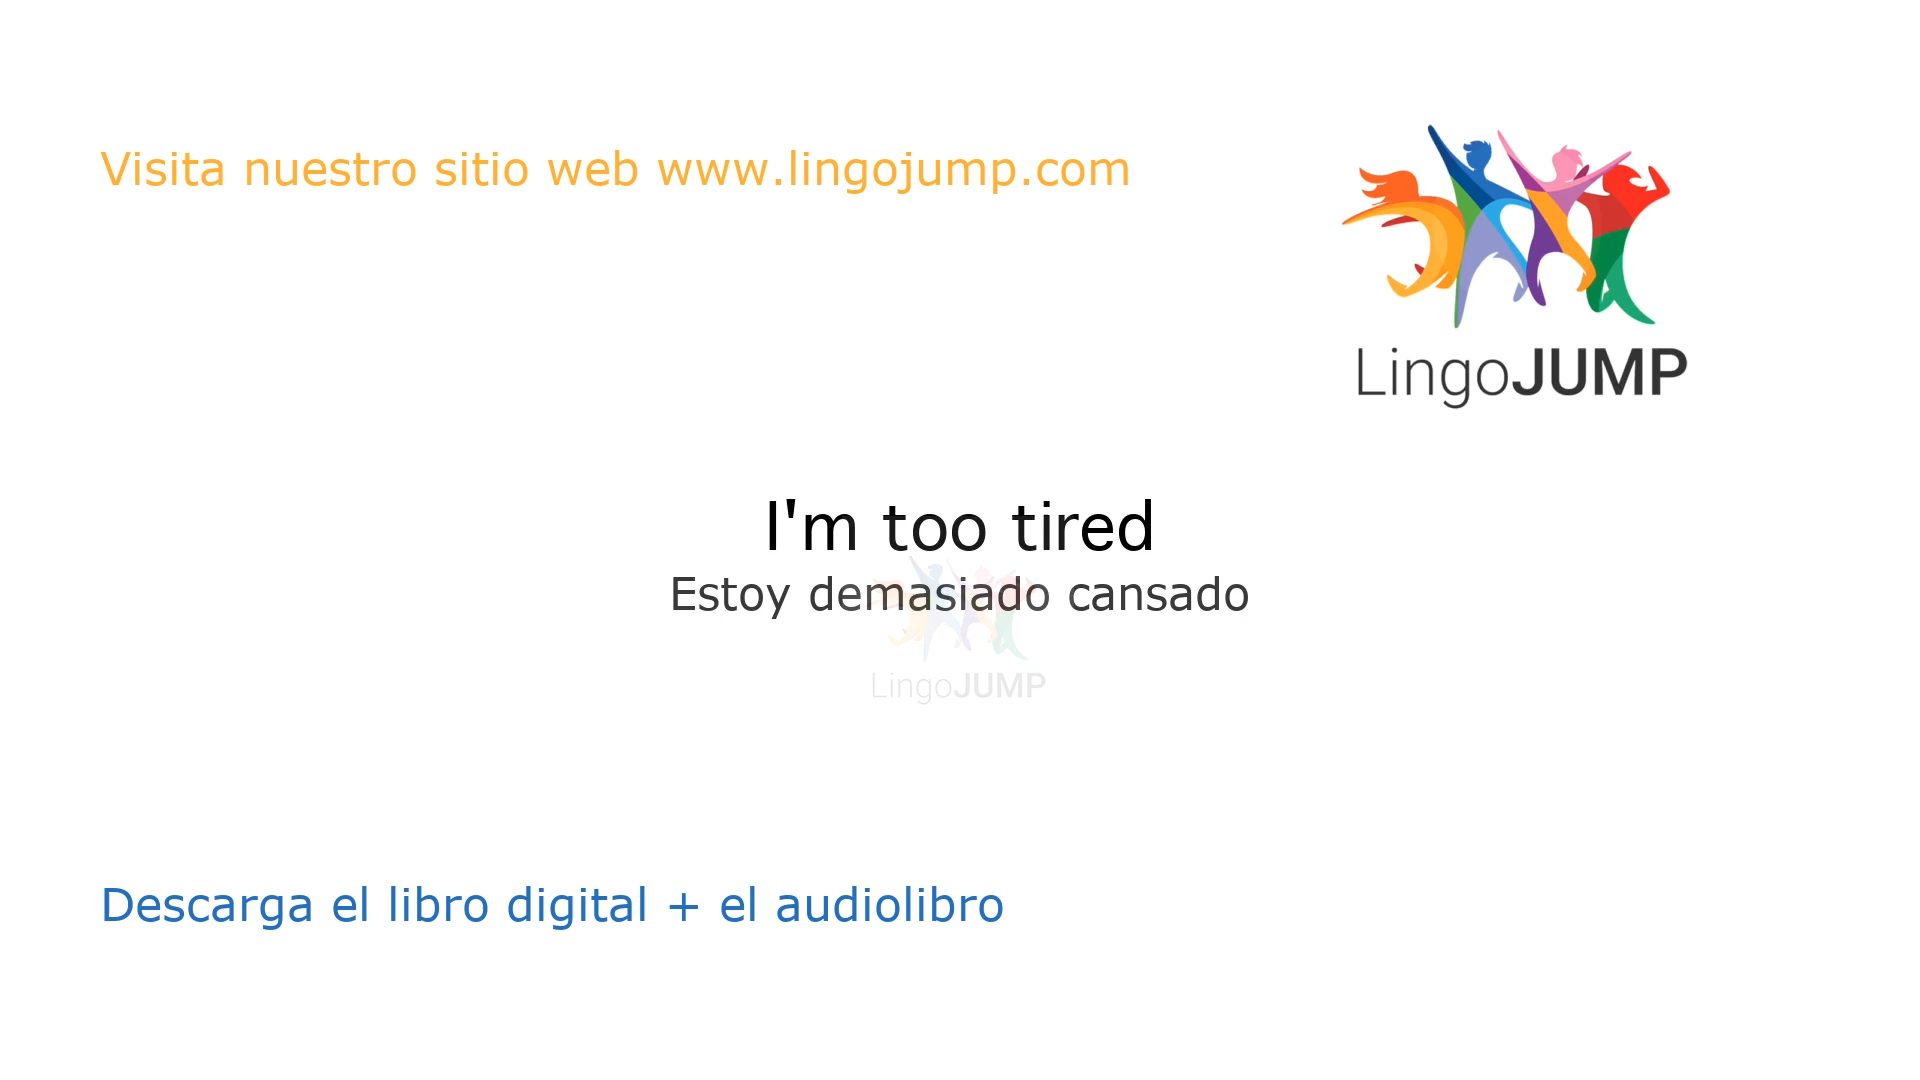 Visita nuestro sitio web www.lingojump.com
LingoJUMP
I'm too tired
Estoy demasiado cansado
LingoJUMP
Descarga el libro digital + el audiolibro